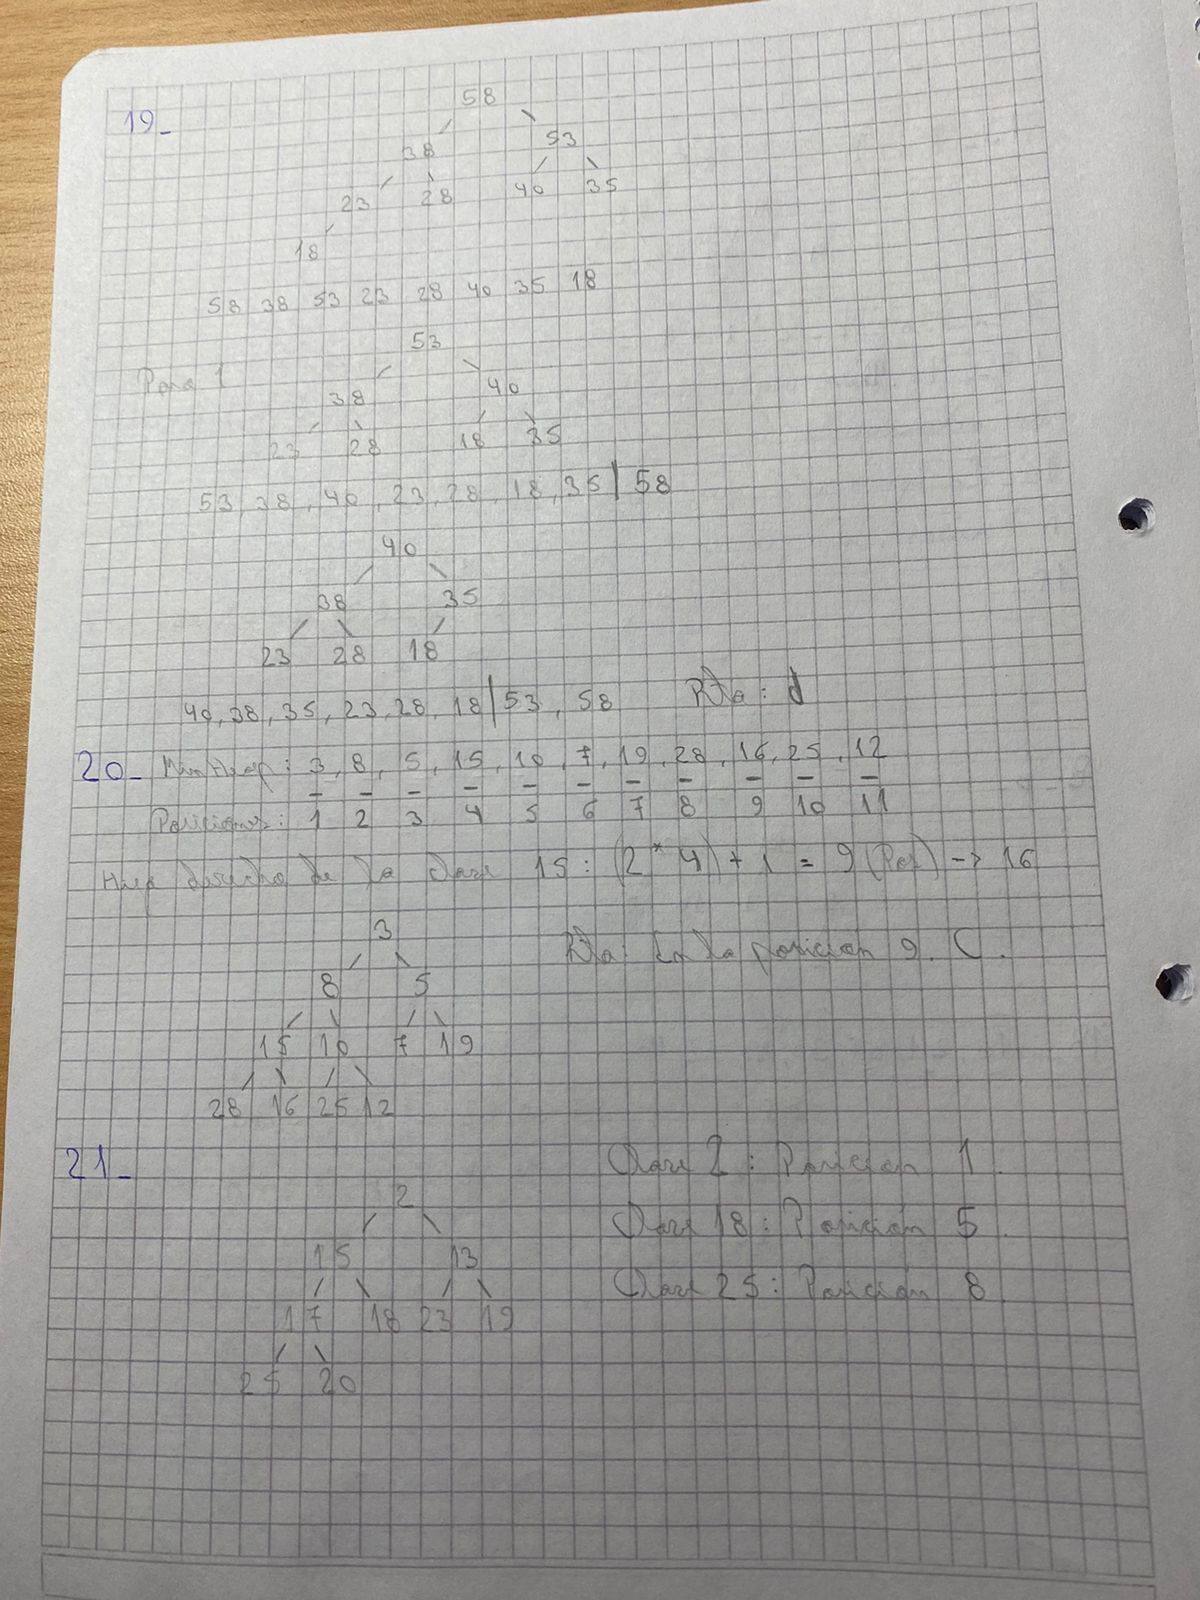 19_
58
38 53
23 28 40 35
18
58 38 53 23 28 40 35 18
53
Paso 1
38 40
23 28 18 35
53, 38, 40, 23, 28, 18, 35 | 58
40
38 35
23 28 18
40, 38, 35, 23, 28, 18 | 53, 58 Rta: d
20_ Min Heap: 3, 8, 5, 15, 10, 7, 19, 28, 16, 25, 12
Posiciones: 1 2 3 4 5 6 7 8 9 10 11
Hijo derecho de la clave 15: (2 * 4) + 1 = 9 (Pos) -> 16
3
Rta: En la posición 9. C.
8 5
15 10 7 19
28 16 25 12
21_
Clave 2: Posición 1.
2
Clave 18: Posición 5.
15 13
Clave 25: Posición 8.
17 18 23 19
25 20